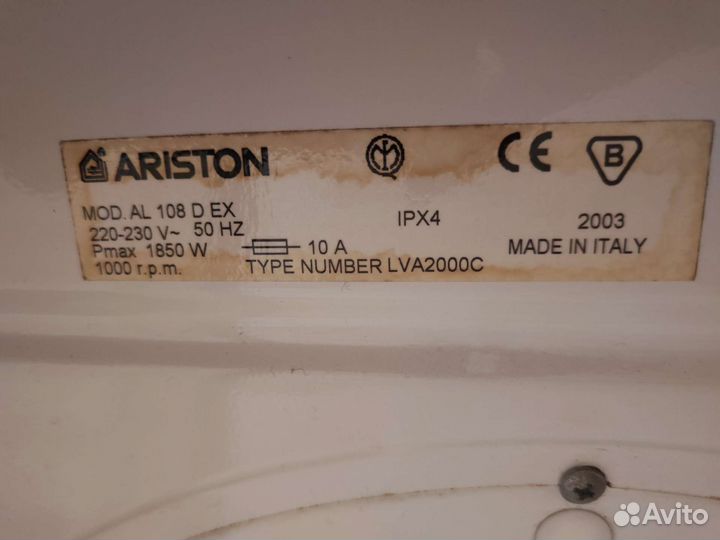 ARISTON
IMQ
CE
B
MOD. AL 108 D EX
220-230 V~ 50 HZ
Pmax 1850 W
1000 r.p.m.
10 A
TYPE NUMBER LVA2000C
IPX4
2003
MADE IN ITALY
Avito